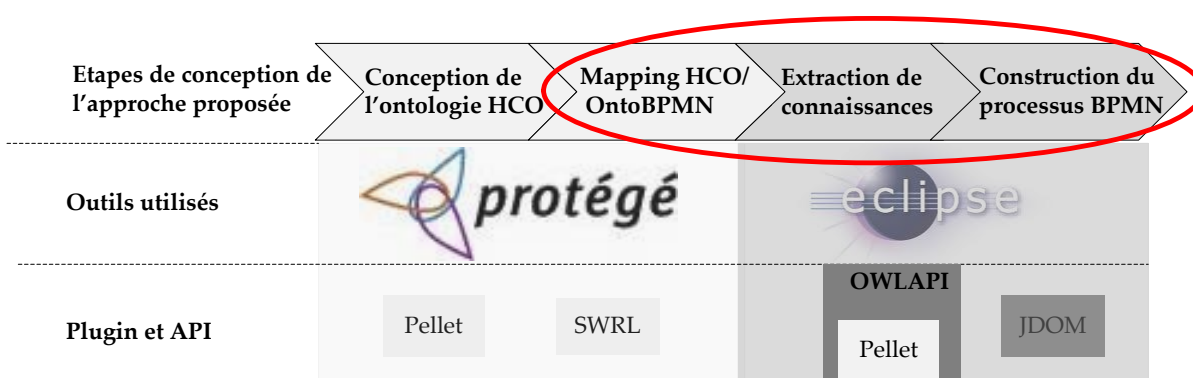 Etapes de conception de
l'approche proposée
Conception de
l'ontologie HCO
Mapping HCO/
OntoBPMN
Extraction de
connaissances
Construction du
processus BPMN
Outils utilisés
protégé
eclipse
Plugin et API
Pellet
SWRL
OWLAPI
Pellet
JDOM